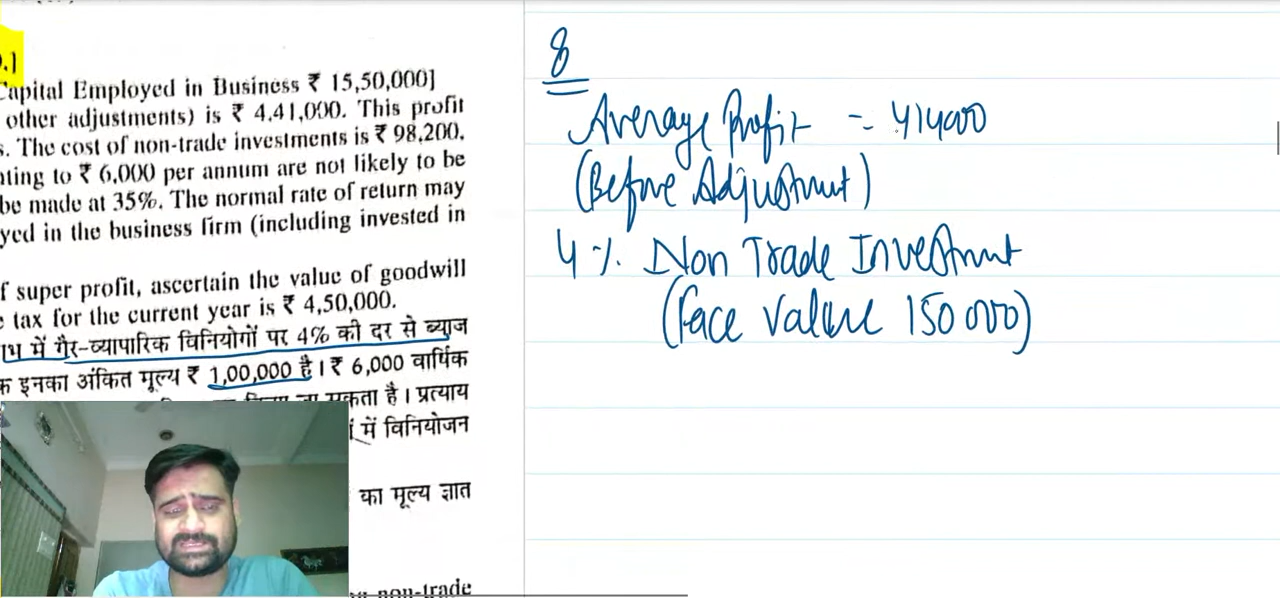 .1
Capital Employed in Business ₹ 15,50,000]
other adjustments) is ₹ 4,41,000. This profit
s. The cost of non-trade investments is ₹ 98,200.
ating to ₹ 6,000 per annum are not likely to be
be made at 35%. The normal rate of return may
yed in the business firm (including invested in
f super profit, ascertain the value of goodwill
e tax for the current year is ₹ 4,50,000.
भ में गैर-व्यापारिक विनियोगों पर 4% की दर से ब्याज
क इनका अंकित मूल्य ₹ 1,00,000 है। ₹ 6,000 वार्षिक
सकता है। प्रत्याय
में विनियोजन
का मूल्य ज्ञात
non-trade
8
Average Profit = 414000
(Before Adjustment)
4% Non Trade Investment
(Face Value 150000)